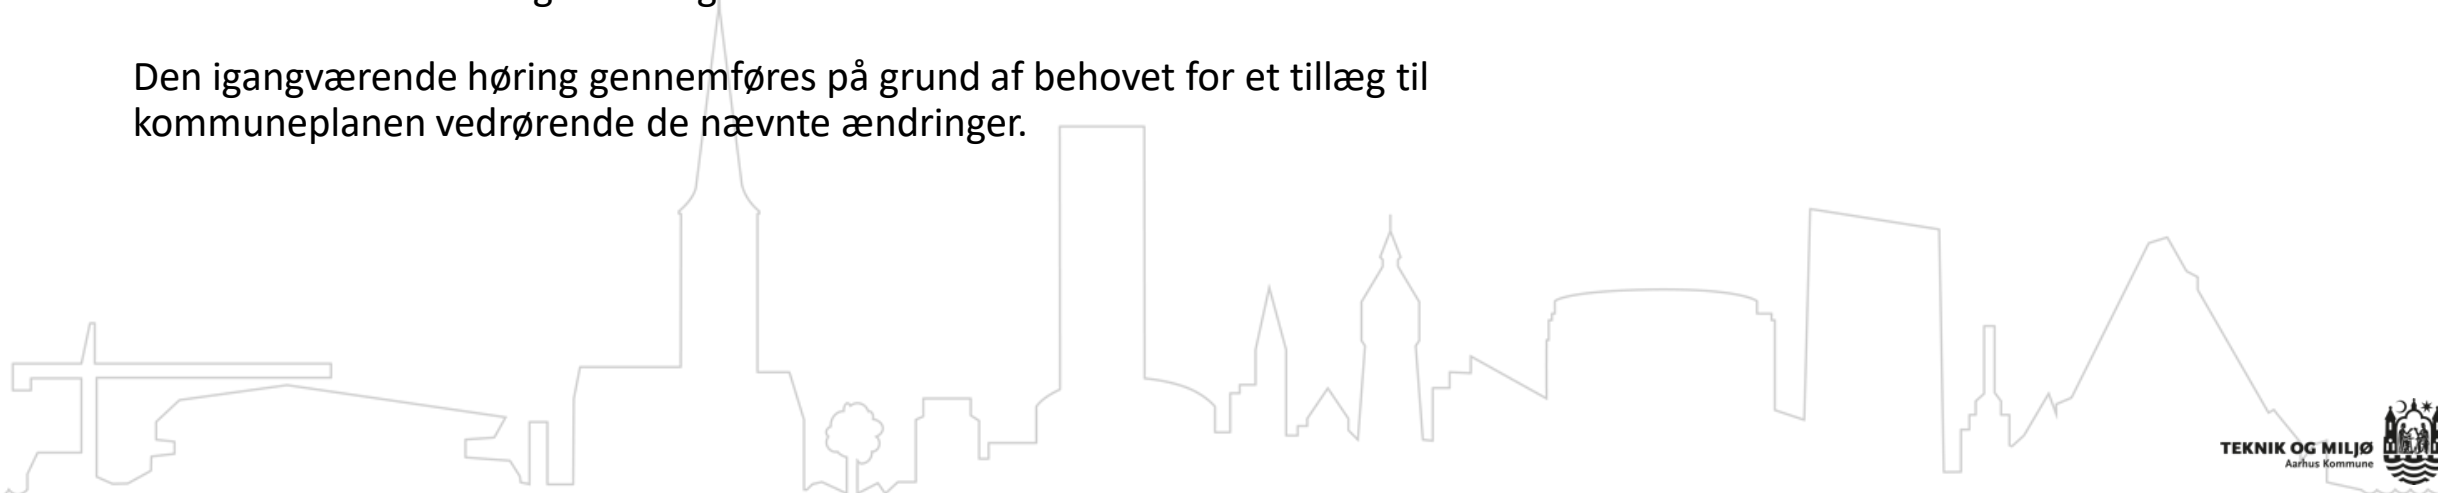 Den igangværende høring gennemføres på grund af behovet for et tillæg til
kommuneplanen vedrørende de nævnte ændringer.
TEKNIK OG MILJØ
Aarhus Kommune